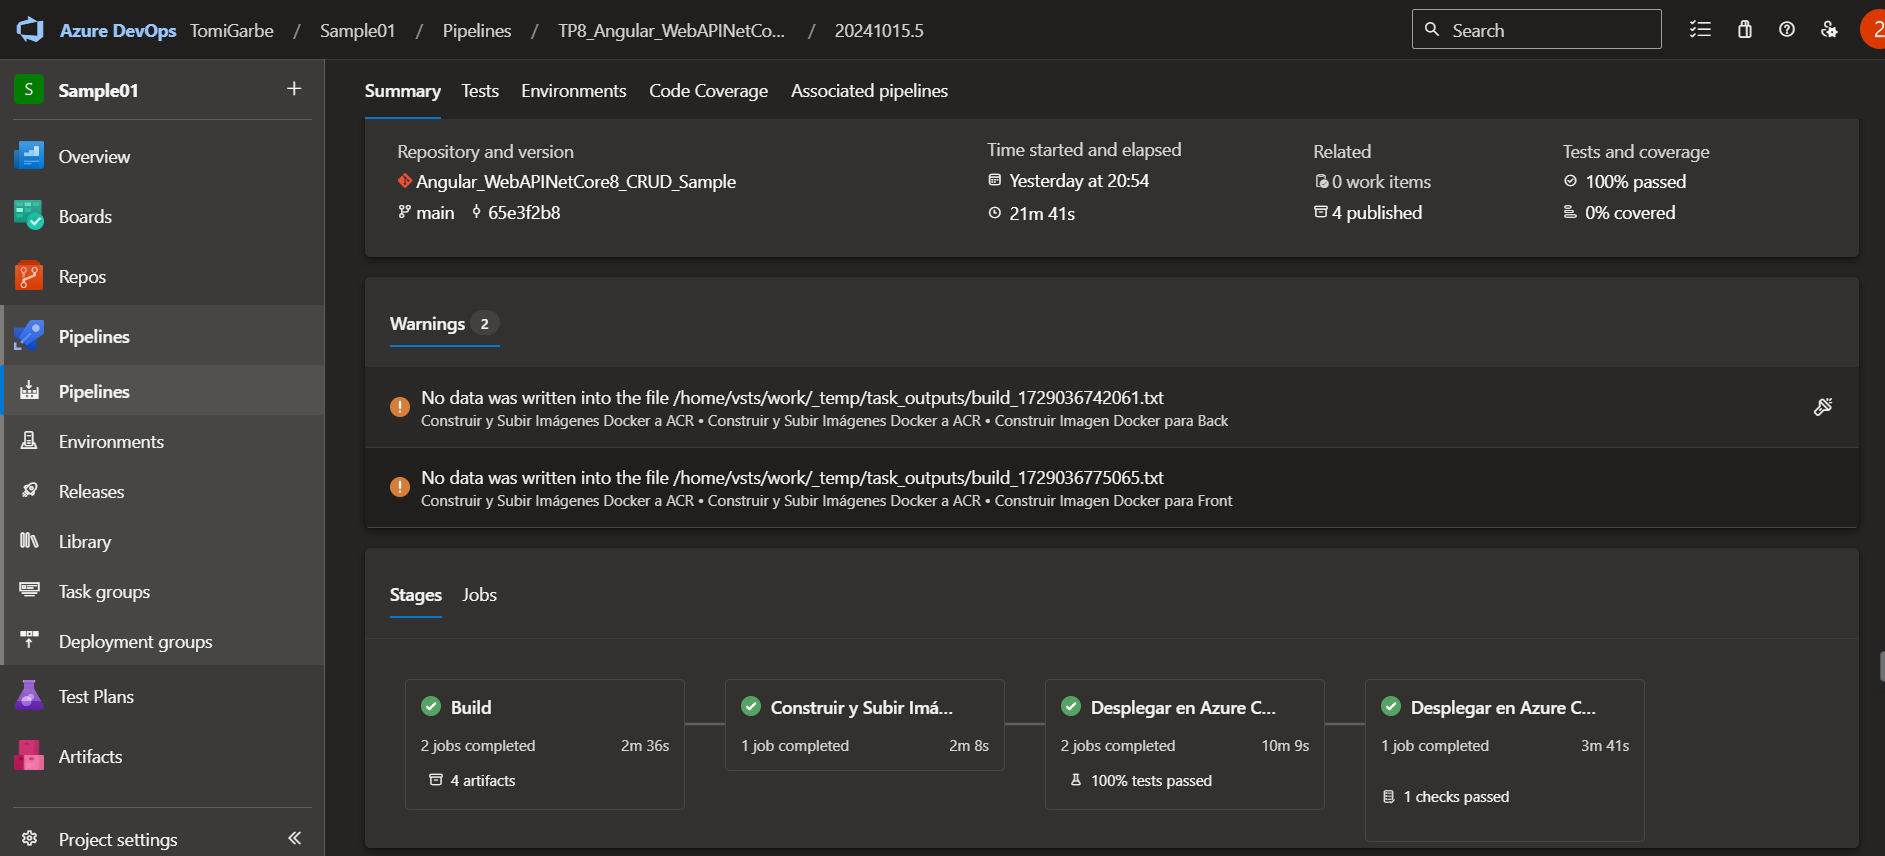 Azure DevOps TomiGarbe / Sample01 / Pipelines / TP8_Angular_WebAPINetCo... / 20241015.5
Search
2
S Sample01 +
Overview
Boards
Repos
Pipelines
Pipelines
Environments
Releases
Library
Task groups
Deployment groups
Test Plans
Artifacts
Project settings
Summary Tests Environments Code Coverage Associated pipelines
Repository and version
Angular_WebAPINetCore8_CRUD_Sample
main 65e3f2b8
Time started and elapsed
Yesterday at 20:54
21m 41s
Related
0 work items
4 published
Tests and coverage
100% passed
0% covered
Warnings 2
No data was written into the file /home/vsts/work/_temp/task_outputs/build_1729036742061.txt
Construir y Subir Imágenes Docker a ACR • Construir y Subir Imágenes Docker a ACR • Construir Imagen Docker para Back
No data was written into the file /home/vsts/work/_temp/task_outputs/build_1729036775065.txt
Construir y Subir Imágenes Docker a ACR • Construir y Subir Imágenes Docker a ACR • Construir Imagen Docker para Front
Stages Jobs
Build
2 jobs completed 2m 36s
4 artifacts
Construir y Subir Imá...
1 job completed 2m 8s
Desplegar en Azure C...
2 jobs completed 10m 9s
100% tests passed
Desplegar en Azure C...
1 job completed 3m 41s
1 checks passed